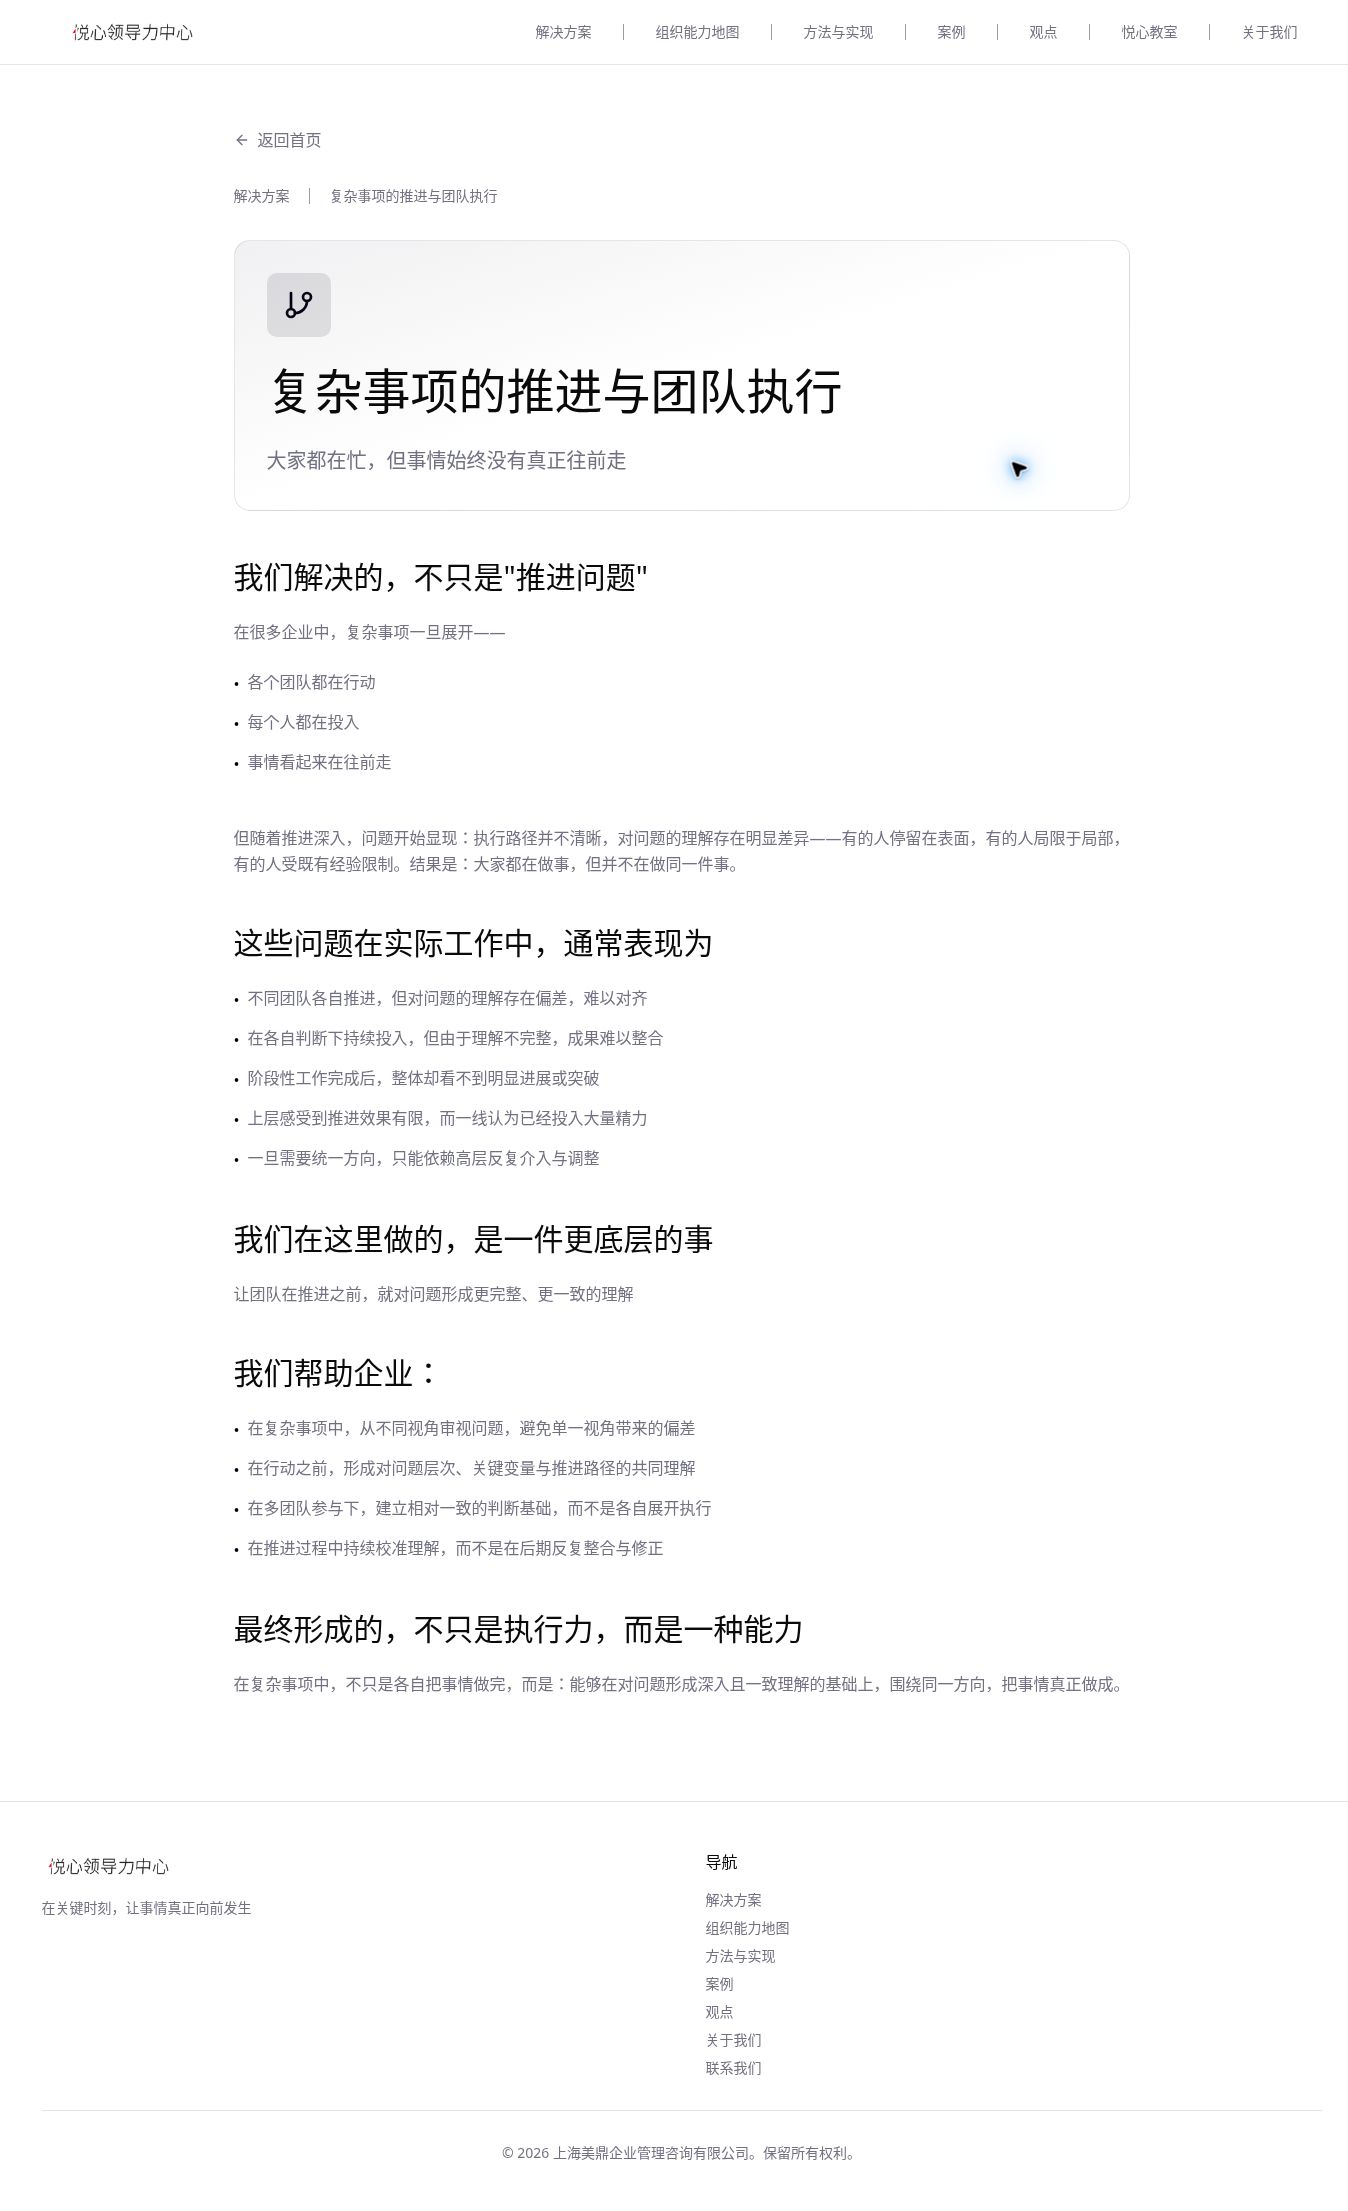 悦心领导力中心
解决方案
组织能力地图
方法与实现
案例
观点
悦心教室
关于我们
返回首页
解决方案
复杂事项的推进与团队执行
复杂事项的推进与团队执行
大家都在忙，但事情始终没有真正往前走
我们解决的，不只是"推进问题"
在很多企业中，复杂事项一旦展开——
• 各个团队都在行动
• 每个人都在投入
• 事情看起来在往前走
但随着推进深入，问题开始显现：执行路径并不清晰，对问题的理解存在明显差异——有的人停留在表面，有的人局限于局部，
有的人受既有经验限制。结果是：大家都在做事，但并不在做同一件事。
这些问题在实际工作中，通常表现为
• 不同团队各自推进，但对问题的理解存在偏差，难以对齐
• 在各自判断下持续投入，但由于理解不完整，成果难以整合
• 阶段性工作完成后，整体却看不到明显进展或突破
• 上层感受到推进效果有限，而一线认为已经投入大量精力
• 一旦需要统一方向，只能依赖高层反复介入与调整
我们在这里做的，是一件更底层的事
让团队在推进之前，就对问题形成更完整、更一致的理解
我们帮助企业：
• 在复杂事项中，从不同视角审视问题，避免单一视角带来的偏差
• 在行动之前，形成对问题层次、关键变量与推进路径的共同理解
• 在多团队参与下，建立相对一致的判断基础，而不是各自展开执行
• 在推进过程中持续校准理解，而不是在后期反复整合与修正
最终形成的，不只是执行力，而是一种能力
在复杂事项中，不只是各自把事情做完，而是：能够在对问题形成深入且一致理解的基础上，围绕同一方向，把事情真正做成。
悦心领导力中心
在关键时刻，让事情真正向前发生
导航
解决方案
组织能力地图
方法与实现
案例
观点
关于我们
联系我们
© 2026 上海美鼎企业管理咨询有限公司。保留所有权利。